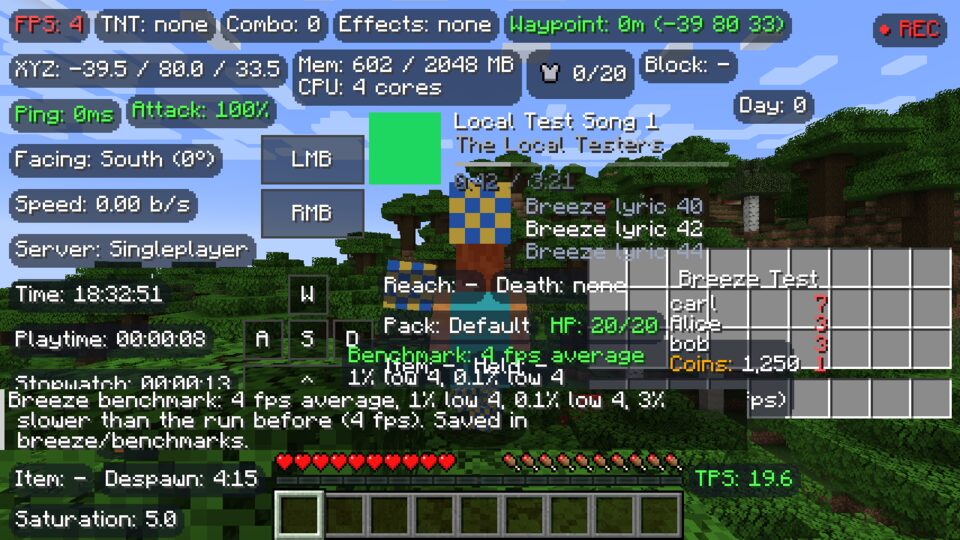 FPS: 4 TNT: none Combo: 0 Effects: none Waypoint: 0m (-39 80 33) REC
XYZ: -39.5 / 80.0 / 33.5
Mem: 602 / 2048 MB
CPU: 4 cores
0/20
Block: -
Ping: 0ms
Attack: 100%
Day: 0
Local Test Song 1
The Local Testers
0:42 / 3:21
Facing: South (0°)
LMB
Speed: 0.00 b/s
RMB
Breeze lyric 40
Breeze lyric 42
Breeze lyric 44
Server: Singleplayer
Breeze Test
carl 7
Alice 3
bob 3
Coins: 1,250 1
Time: 18:32:51
W
Reach: - Death: none
Playtime: 00:00:08
A S D
Pack: Default HP: 20/20
Benchmark: 4 fps average
1% low 4, 0.1% low 4
Stopwatch: 00:00:13
Breeze benchmark: 4 fps average, 1% low 4, 0.1% low 4, 3%
slower than the run before (4 fps). Saved in
breeze/benchmarks.
fps)
Item: - Despawn: 4:15
TPS: 19.6
Saturation: 5.0